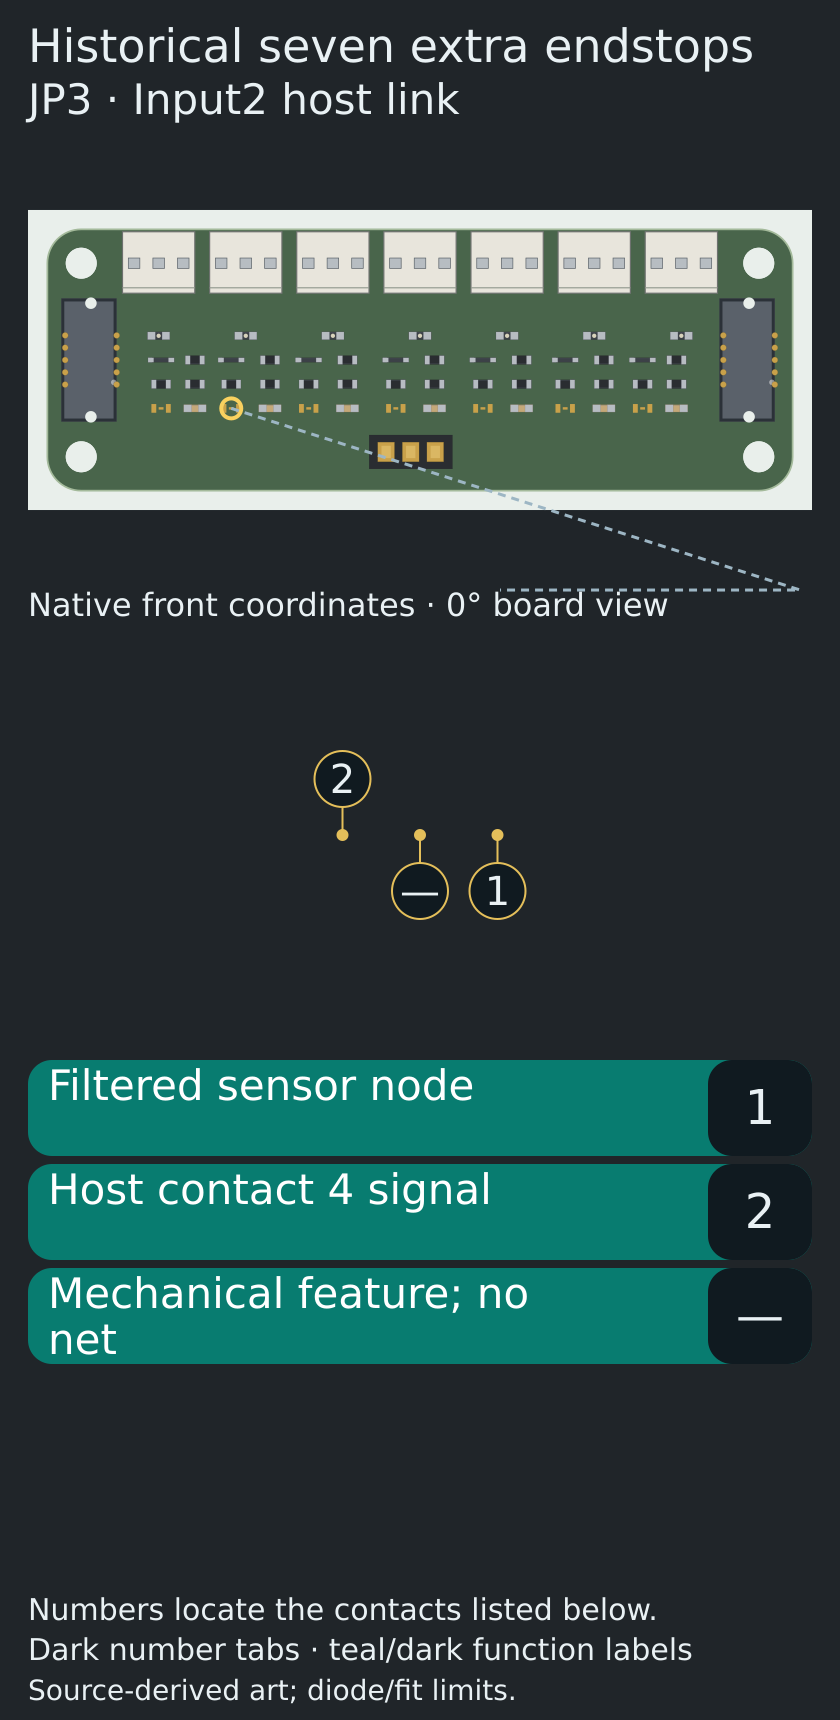 Historical seven extra endstops
JP3 · Input2 host link
Native front coordinates · 0° board view
2
— 1
Filtered sensor node 1
Host contact 4 signal 2
Mechanical feature; no
net
—
Numbers locate the contacts listed below.
Dark number tabs · teal/dark function labels
Source-derived art; diode/fit limits.